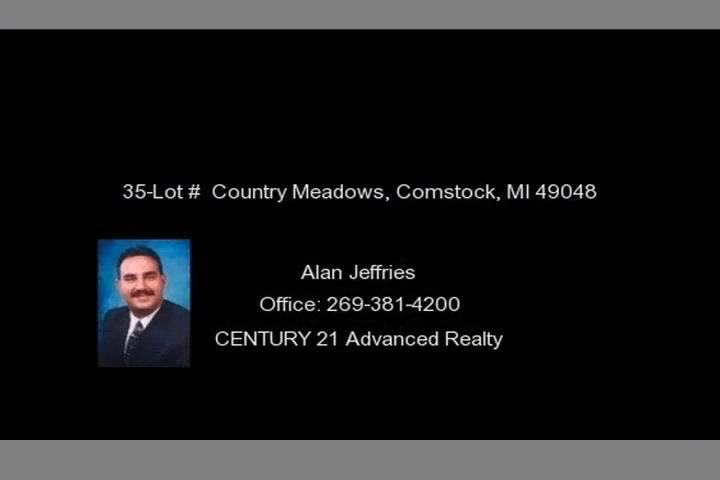 35-Lot # Country Meadows, Comstock, MI 49048
Alan Jeffries
Office: 269-381-4200
CENTURY 21 Advanced Realty